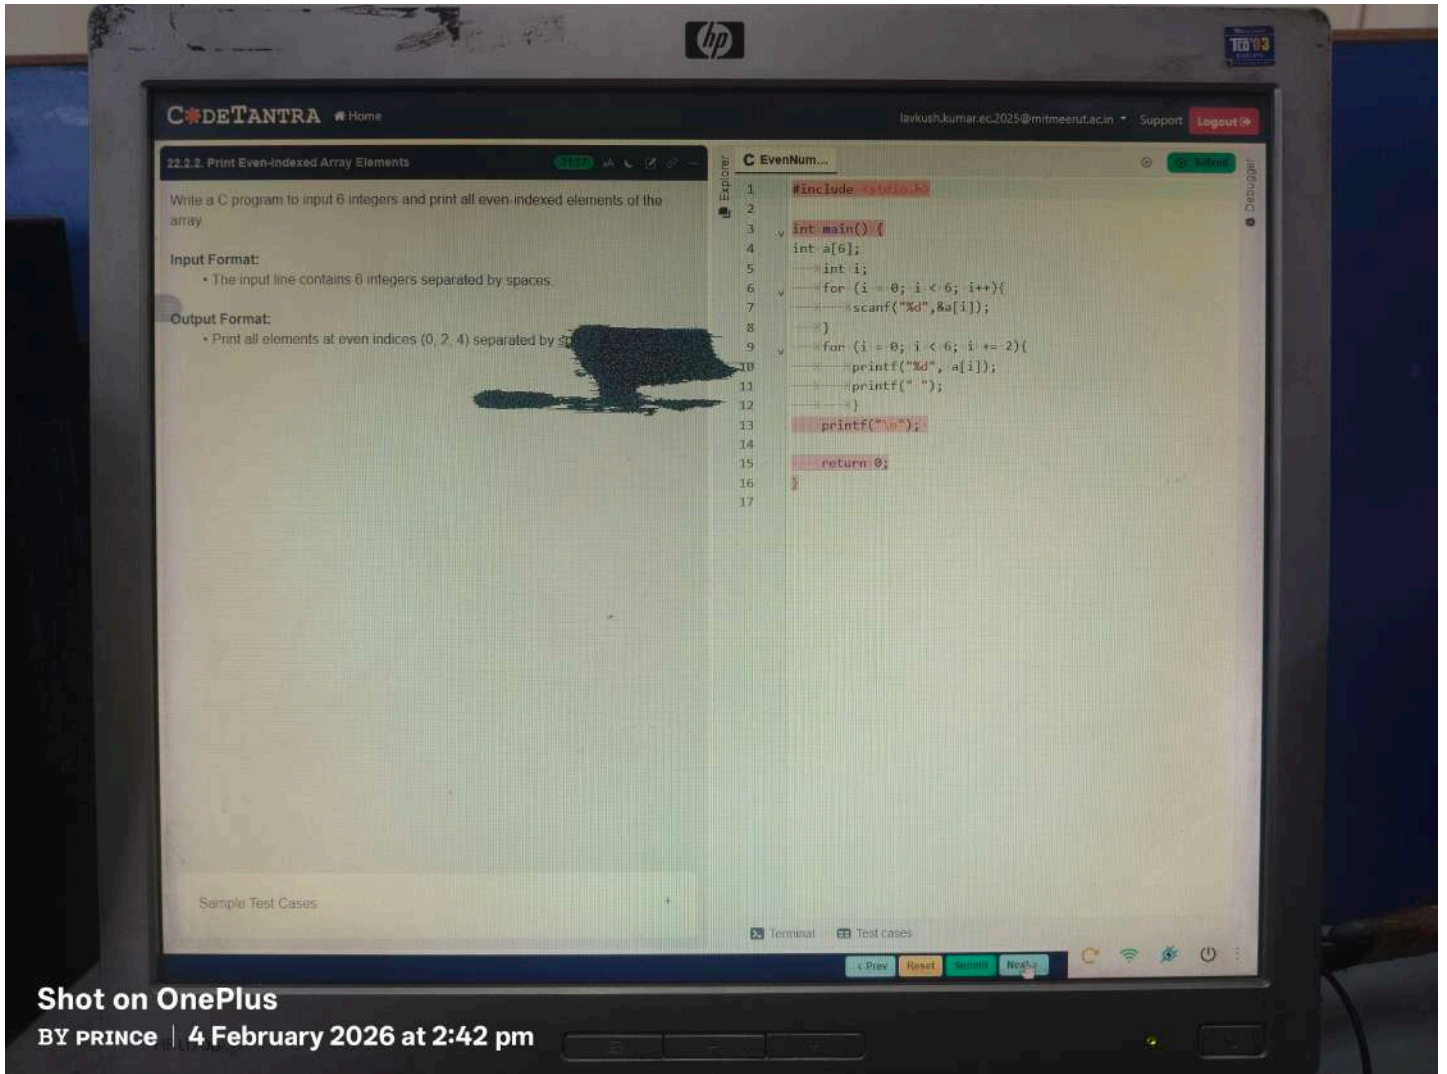 hp
TCO'03
CODETANTRA Home
lavkush.kumar.ec.2025@mitmeerut.ac.in Support Logout
22.2.2. Print Even-Indexed Array Elements
Write a C program to input 6 integers and print all even-indexed elements of the
array.
Input Format:
• The input line contains 6 integers separated by spaces.
Output Format:
• Print all elements at even indices (0, 2, 4) separated by
Sample Test Cases +
Explorer
C EvenNum...
Submit
Debugger
1 #include <stdio.h>
2
3 int main() {
4 int a[6];
5 int i;
6 for (i = 0; i < 6; i++){
7 scanf("%d",&a[i]);
8 }
9 for (i = 0; i < 6; i += 2){
10 printf("%d", a[i]);
11 printf(" ");
12 }
13 printf("\n");
14
15 return 0;
16 }
17
Terminal Test cases
< Prev Reset Submit Next >
Shot on OnePlus
BY PRINCe | 4 February 2026 at 2:42 pm